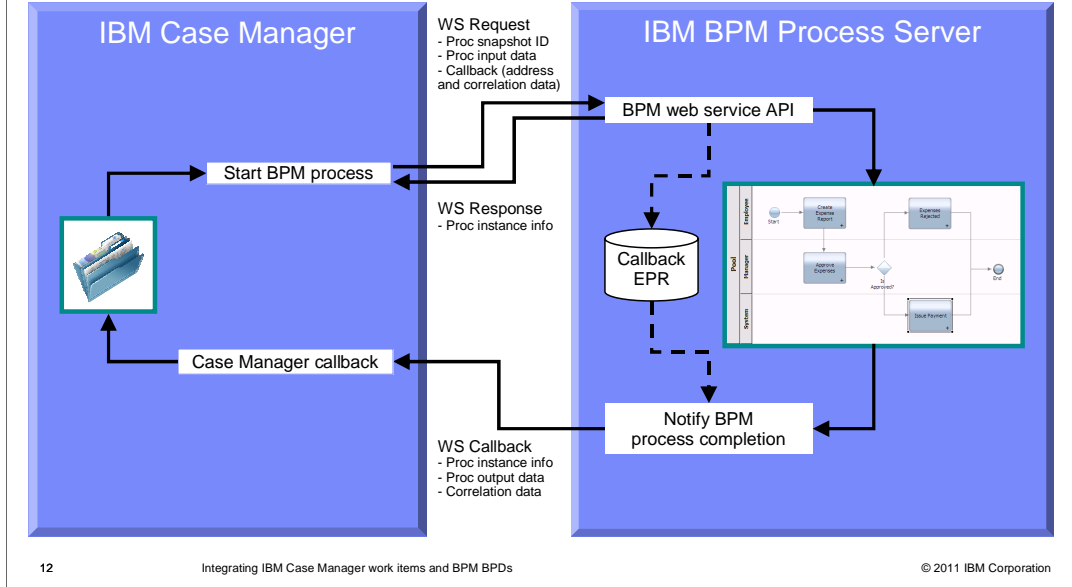 IBM Case Manager
WS Request
- Proc snapshot ID
- Proc input data
- Callback (address
and correlation data)
IBM BPM Process Server
BPM web service API
Start BPM process
WS Response
- Proc instance info
Callback
EPR
Pool
Employee
Manager
System
Start
Create
Expense
Report
Expenses
Rejected
Approve
Expenses
Is
Approved?
End
Issue Payment
Case Manager callback
Notify BPM
process completion
WS Callback
- Proc instance info
- Proc output data
- Correlation data
12
Integrating IBM Case Manager work items and BPM BPDs
© 2011 IBM Corporation